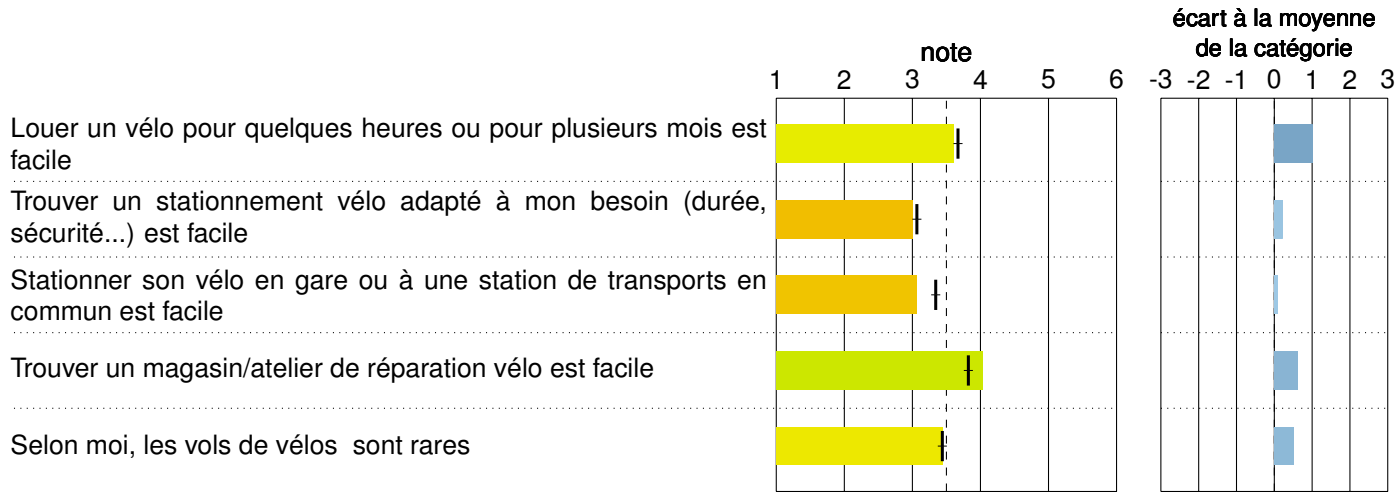 écart à la moyenne
note de la catégorie
1 2 3 4 5 6 -3 -2 -1 0 1 2 3
Louer un vélo pour quelques heures ou pour plusieurs mois est
facile
Trouver un stationnement vélo adapté à mon besoin (durée,
sécurité...) est facile
Stationner son vélo en gare ou à une station de transports en
commun est facile
Trouver un magasin/atelier de réparation vélo est facile
Selon moi, les vols de vélos sont rares